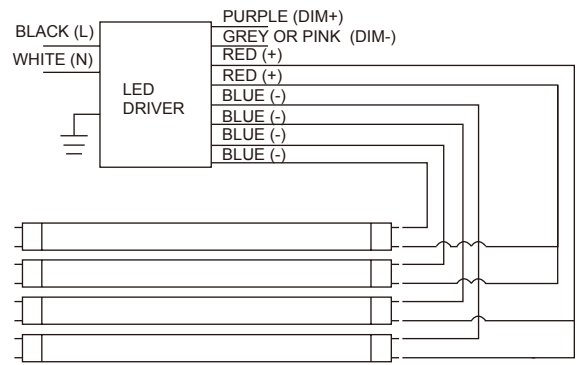 PURPLE (DIM+)
BLACK (L)
GREY OR PINK (DIM-)
RED (+)
WHITE (N)
RED (+)
LED
DRIVER
BLUE (-)
BLUE (-)
BLUE (-)
BLUE (-)